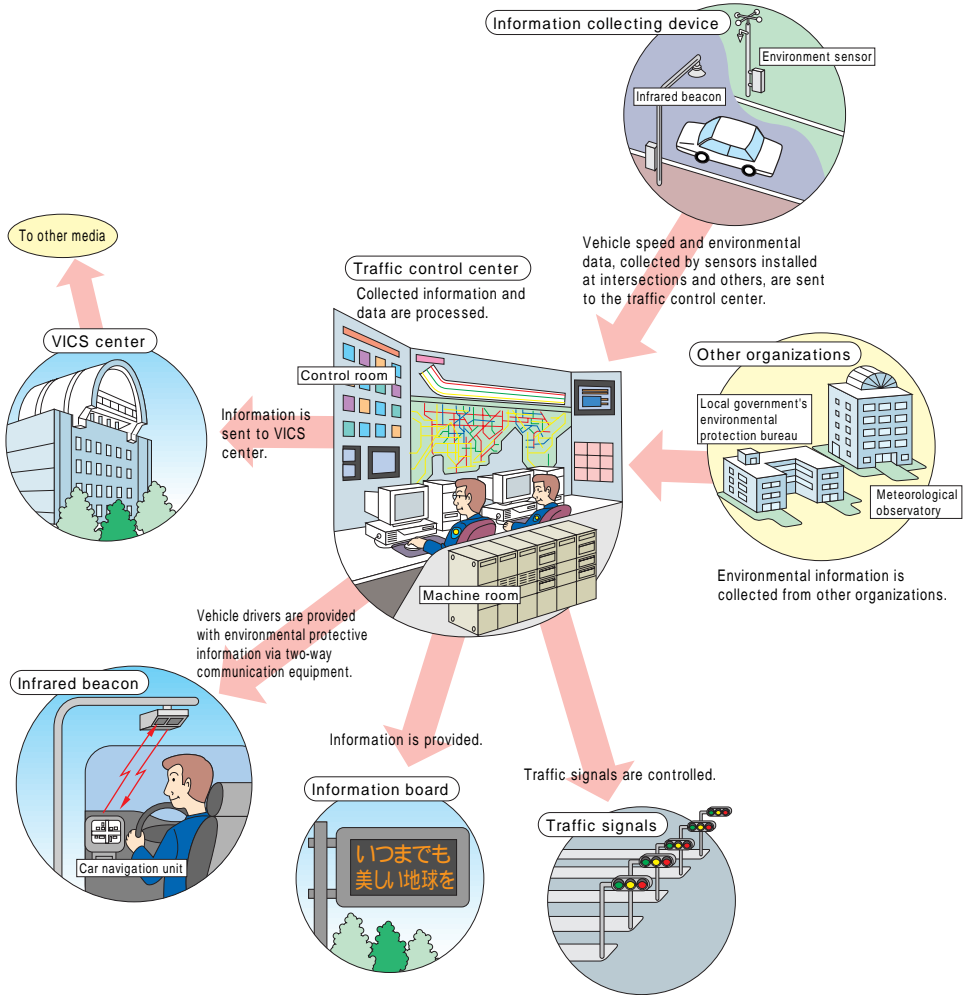 Information collecting device
Environment sensor
Infrared beacon
Vehicle speed and environmental
data, collected by sensors installed
at intersections and others, are sent
to the traffic control center.
To other media
Traffic control center
Collected information and
data are processed.
Control room
Machine room
VICS center
Information is
sent to VICS
center.
Other organizations
Local government's
environmental
protection bureau
Meteorological
observatory
Environmental information is
collected from other organizations.
Vehicle drivers are provided
with environmental protective
information via two-way
communication equipment.
Infrared beacon
Car navigation unit
Information is provided.
Information board
いつまでも
美しい地球を
Traffic signals are controlled.
Traffic signals